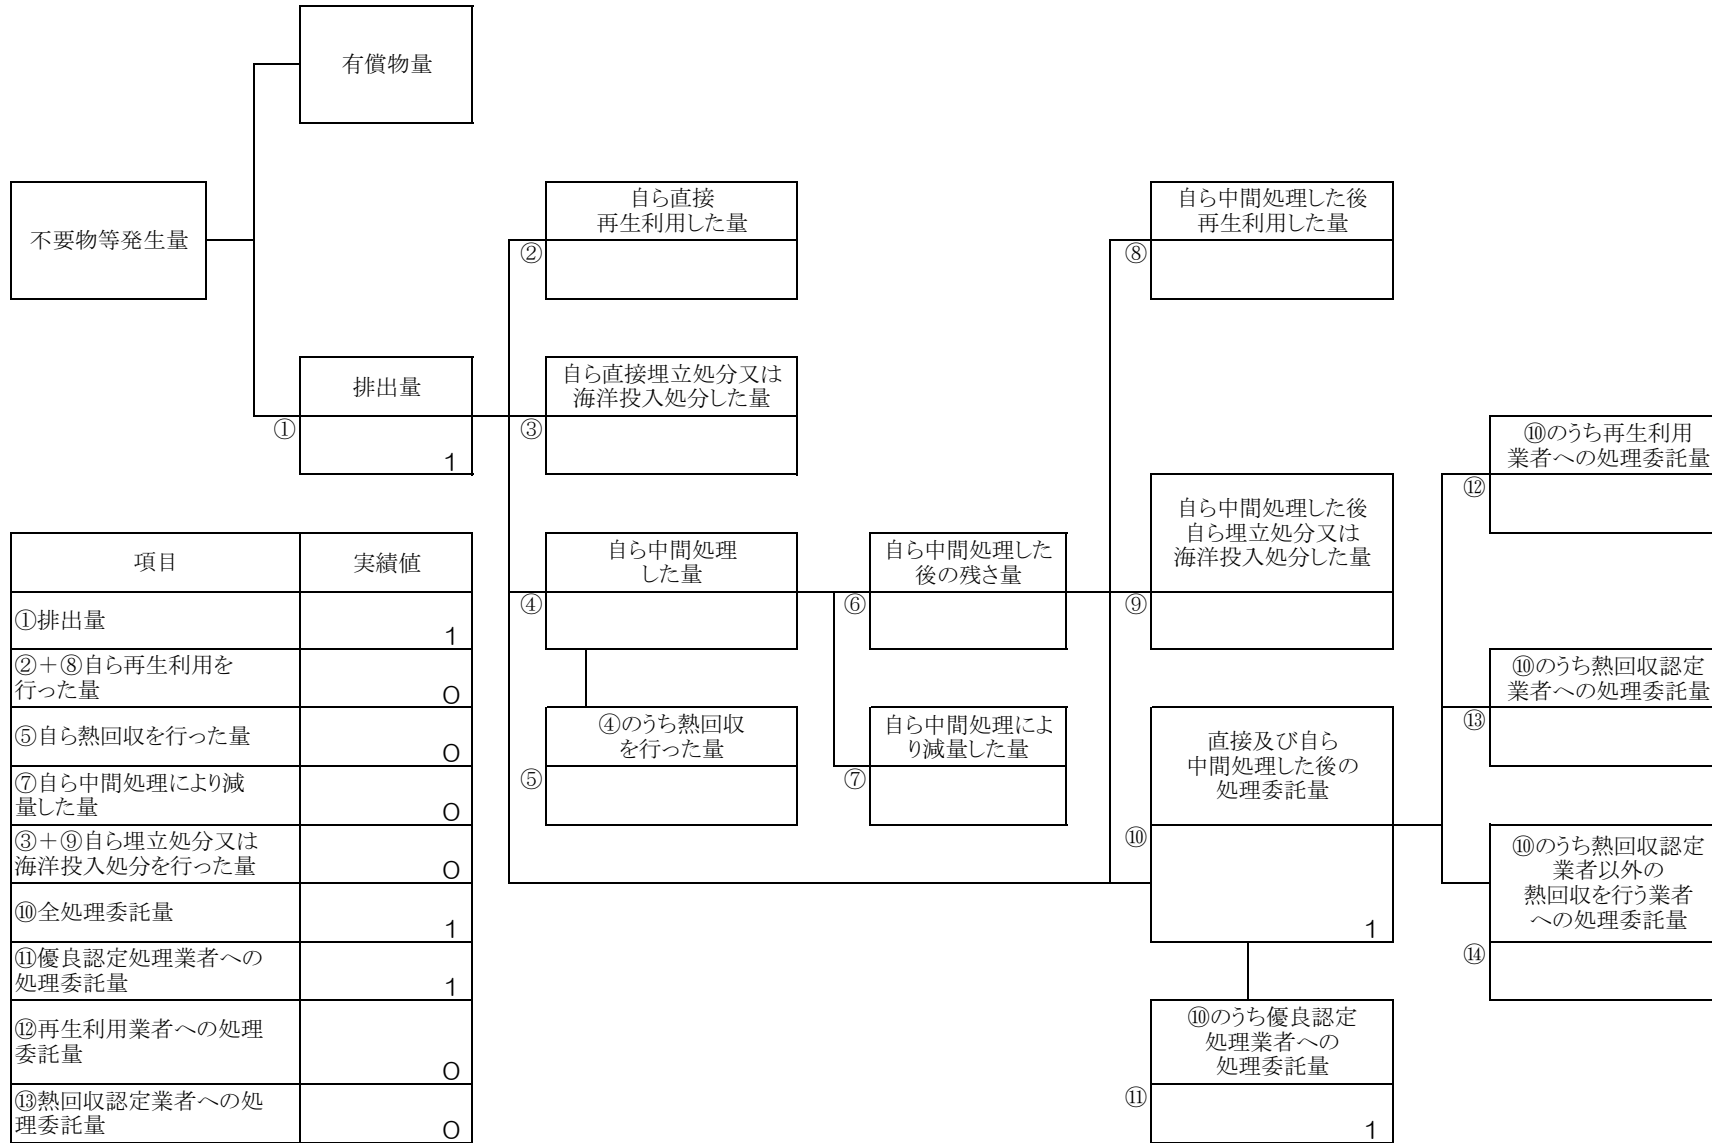 有償物量
不要物等発生量
自ら直接
再生利用した量
②
自ら中間処理した後
再生利用した量
⑧
排出量
①
1
自ら直接埋立処分又は
海洋投入処分した量
③
⑩のうち再生利用
業者への処理委託量
⑫
自ら中間処理した後
自ら埋立処分又は
海洋投入処分した量
⑨
自ら中間処理
した量
④
自ら中間処理した
後の残さ量
⑥
④のうち熱回収
を行った量
⑤
自ら中間処理によ
り減量した量
⑦
直接及び自ら
中間処理した後の
処理委託量
⑩
1
⑩のうち熱回収認定
業者への処理委託量
⑬
⑩のうち熱回収認定
業者以外の
熱回収を行う業者
への処理委託量
⑭
⑩のうち優良認定
処理業者への
処理委託量
⑪
1
項目 実績値
①排出量
1
②+⑧自ら再生利用を
行った量
0
⑤自ら熱回収を行った量
0
⑦自ら中間処理により減
量した量
0
③+⑨自ら埋立処分又は
海洋投入処分を行った量
0
⑩全処理委託量
1
⑪優良認定処理業者への
処理委託量
1
⑫再生利用業者への処理
委託量
0
⑬熱回収認定業者への処
理委託量
0